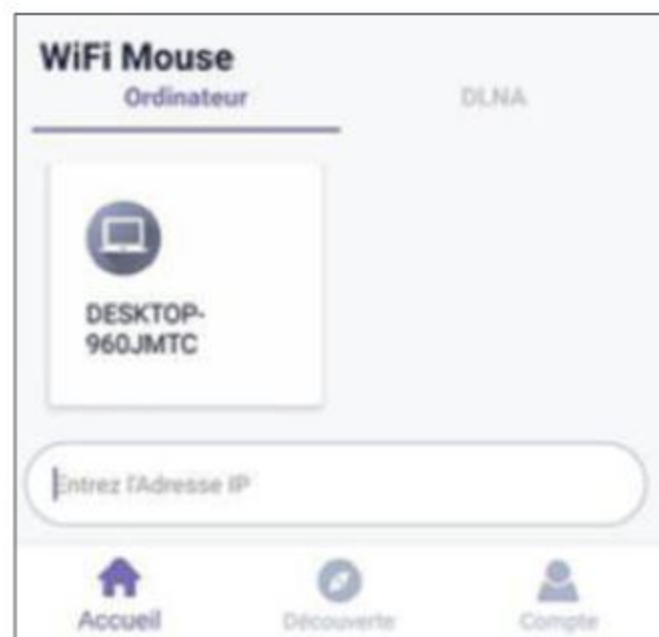 WiFi Mouse
Ordinateur
DLNA
DESKTOP-
960JMTC
Entrez l'Adresse IP
Accueil
Découverte
Compte